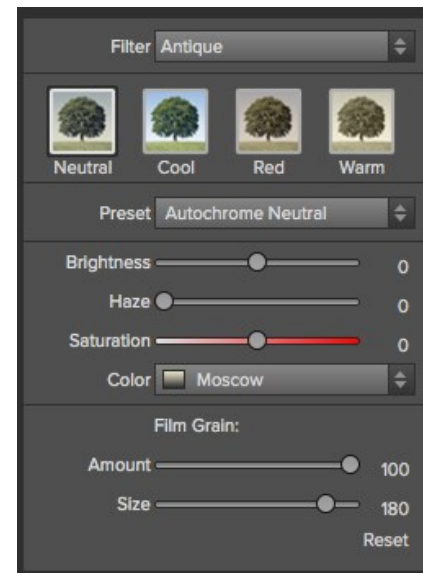 Filter Antique
Neutral Cool Red Warm
Preset Autochrome Neutral
Brightness 0
Haze 0
Saturation 0
Color Moscow
Film Grain:
Amount 100
Size 180
Reset